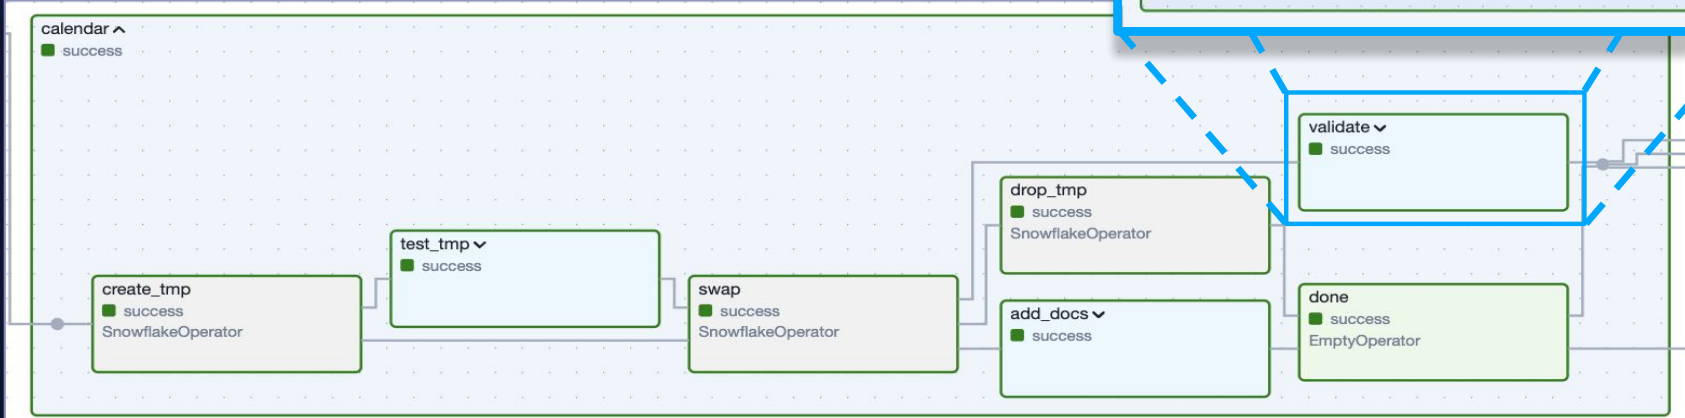 calendar
success
create_tmp
success
SnowflakeOperator
test_tmp
success
swap
success
SnowflakeOperator
drop_tmp
success
SnowflakeOperator
add_docs
success
validate
success
done
success
EmptyOperator